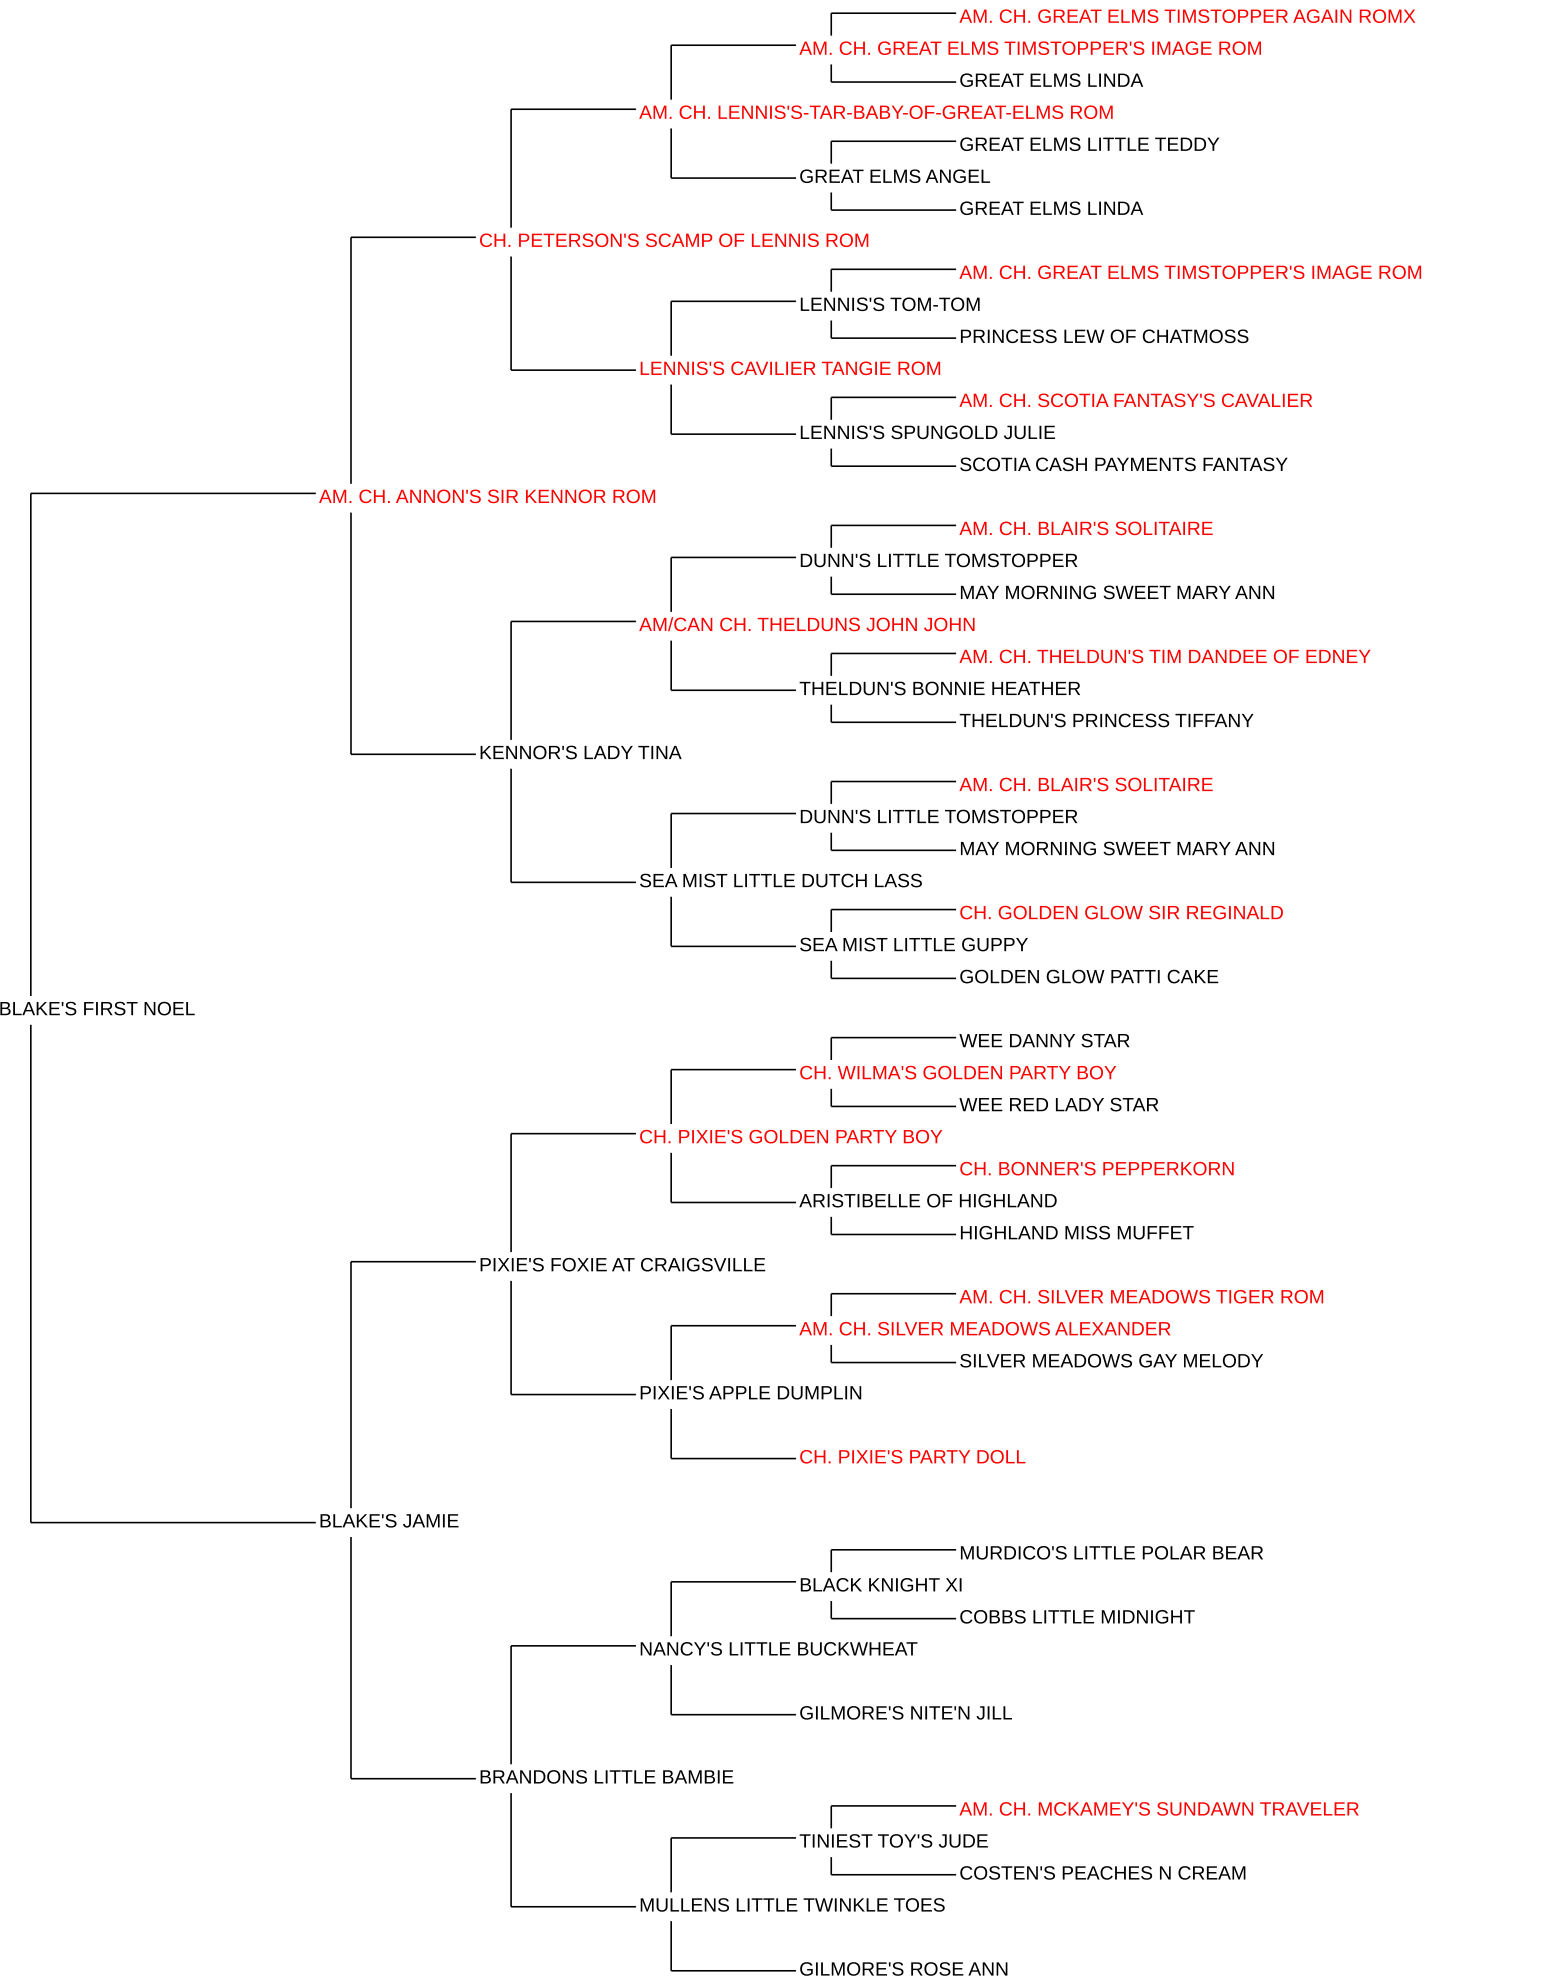 AM. CH. GREAT ELMS TIMSTOPPER AGAIN ROMX
AM. CH. GREAT ELMS TIMSTOPPER'S IMAGE ROM
GREAT ELMS LINDA
AM. CH. LENNIS'S-TAR-BABY-OF-GREAT-ELMS ROM
GREAT ELMS LITTLE TEDDY
GREAT ELMS ANGEL
GREAT ELMS LINDA
CH. PETERSON'S SCAMP OF LENNIS ROM
AM. CH. GREAT ELMS TIMSTOPPER'S IMAGE ROM
LENNIS'S TOM-TOM
PRINCESS LEW OF CHATMOSS
LENNIS'S CAVILIER TANGIE ROM
AM. CH. SCOTIA FANTASY'S CAVALIER
LENNIS'S SPUNGOLD JULIE
SCOTIA CASH PAYMENTS FANTASY
AM. CH. ANNON'S SIR KENNOR ROM
AM. CH. BLAIR'S SOLITAIRE
DUNN'S LITTLE TOMSTOPPER
MAY MORNING SWEET MARY ANN
AM/CAN CH. THELDUNS JOHN JOHN
AM. CH. THELDUN'S TIM DANDEE OF EDNEY
THELDUN'S BONNIE HEATHER
THELDUN'S PRINCESS TIFFANY
KENNOR'S LADY TINA
AM. CH. BLAIR'S SOLITAIRE
DUNN'S LITTLE TOMSTOPPER
MAY MORNING SWEET MARY ANN
SEA MIST LITTLE DUTCH LASS
CH. GOLDEN GLOW SIR REGINALD
SEA MIST LITTLE GUPPY
GOLDEN GLOW PATTI CAKE
BLAKE'S FIRST NOEL
WEE DANNY STAR
CH. WILMA'S GOLDEN PARTY BOY
WEE RED LADY STAR
CH. PIXIE'S GOLDEN PARTY BOY
CH. BONNER'S PEPPERKORN
ARISTIBELLE OF HIGHLAND
HIGHLAND MISS MUFFET
PIXIE'S FOXIE AT CRAIGSVILLE
AM. CH. SILVER MEADOWS TIGER ROM
AM. CH. SILVER MEADOWS ALEXANDER
SILVER MEADOWS GAY MELODY
PIXIE'S APPLE DUMPLIN
CH. PIXIE'S PARTY DOLL
BLAKE'S JAMIE
MURDICO'S LITTLE POLAR BEAR
BLACK KNIGHT XI
COBBS LITTLE MIDNIGHT
NANCY'S LITTLE BUCKWHEAT
GILMORE'S NITE'N JILL
BRANDONS LITTLE BAMBIE
AM. CH. MCKAMEY'S SUNDAWN TRAVELER
TINIEST TOY'S JUDE
COSTEN'S PEACHES N CREAM
MULLENS LITTLE TWINKLE TOES
GILMORE'S ROSE ANN